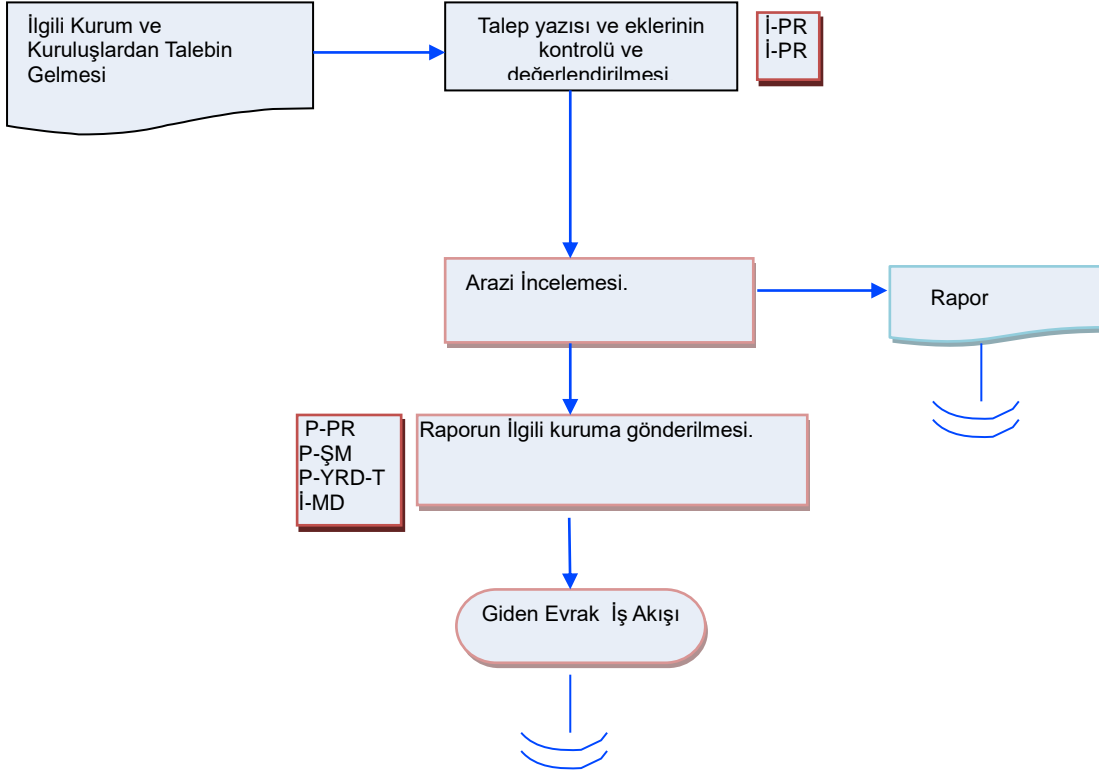 İlgili Kurum ve
Kuruluşlardan Talebin
Gelmesi
Talep yazısı ve eklerinin
kontrolü ve
değerlendirilmesi
İ-PR
İ-PR
Arazi İncelemesi.
Rapor
P-PR
P-ŞM
P-YRD-T
İ-MD
Raporun İlgili kuruma gönderilmesi.
Giden Evrak İş Akışı